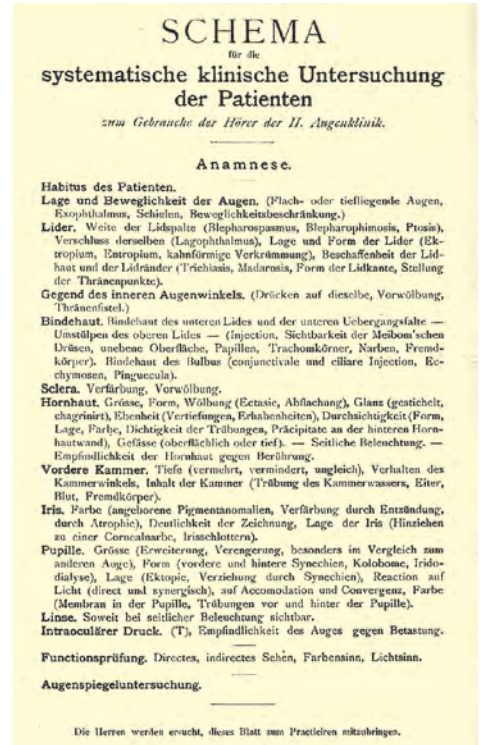 SCHEMA
für die
systematische klinische Untersuchung
der Patienten
zum Gebrauche der Hörer der II. Augenklinik.
Anamnese.
Habitus des Patienten.
Lage und Beweglichkeit der Augen. (Flach- oder tiefliegende Augen,
Exophthalmus, Schielen, Beweglichkeitsbeschränkung.)
Lider. Weite der Lidspalte (Blepharospasmus, Blepharophimosis, Ptosis),
Verschluss derselben (Lagophthalmus), Lage und Form der Lider (Ek-
tropium, Entropium, kahnförmige Verkrümmung), Beschaffenheit der Lid-
haut und der Lidränder (Trichiasis, Madarosis, Form der Lidkante, Stellung
der Thränenpunkte).
Gegend des inneren Augenwinkels. (Drücken auf dieselbe, Vorwölbung,
Thränenfistel.)
Bindehaut. Bindehaut des unteren Lides und der unteren Uebergangsfalte —
Umstülpen des oberen Lides — (Injection, Sichtbarkeit der Meibom'schen
Drüsen, unebene Oberfläche, Papillen, Trachomkörner, Narben, Fremd-
körper). Bindehaut des Bulbus (conjunctivale und ciliare Injection, Ec-
chymosen, Pinguecula).
Sclera. Verfärbung, Vorwölbung.
Hornhaut. Grösse, Form, Wölbung (Ectasie, Abflachung), Glanz (gestichelt,
chagrinirt), Ebenheit (Vertiefungen, Erhabenheiten), Durchsichtigkeit (Form,
Lage, Farbe, Dichtigkeit der Trübungen, Präcipitate an der hinteren Horn-
hautwand), Gefässe (oberflächlich oder tief). — Seitliche Beleuchtung. —
Empfindlichkeit der Hornhaut gegen Berührung.
Vordere Kammer. Tiefe (vermehrt, vermindert, ungleich), Verhalten des
Kammerwinkels, Inhalt der Kammer (Trübung des Kammerwassers, Eiter,
Blut, Fremdkörper).
Iris. Farbe (angeborene Pigmentanomalien, Verfärbung durch Entzündung,
durch Atrophie), Deutlichkeit der Zeichnung, Lage der Iris (Hinziehen
zu einer Cornealnarbe, Irisschlottern).
Pupille. Grösse (Erweiterung, Verengerung, besonders im Vergleich zum
anderen Auge), Form (vordere und hintere Synechien, Kolobome, Irido-
dialyse), Lage (Ektopie, Verziehung durch Synechien), Reaction auf
Licht (direct und synergisch), auf Accomodation und Convergenz, Farbe
(Membran in der Pupille, Trübungen vor und hinter der Pupille).
Linse. Soweit bei seitlicher Beleuchtung sichtbar.
Intraoculärer Druck. (T), Empfindlichkeit des Auges gegen Betastung.
Functionsprüfung. Directes, indirectes Sehen, Farbensinn, Lichtsinn.
Augenspiegeluntersuchung.
Die Herren werden ersucht, dieses Blatt zum Practiciren mitzubringen.